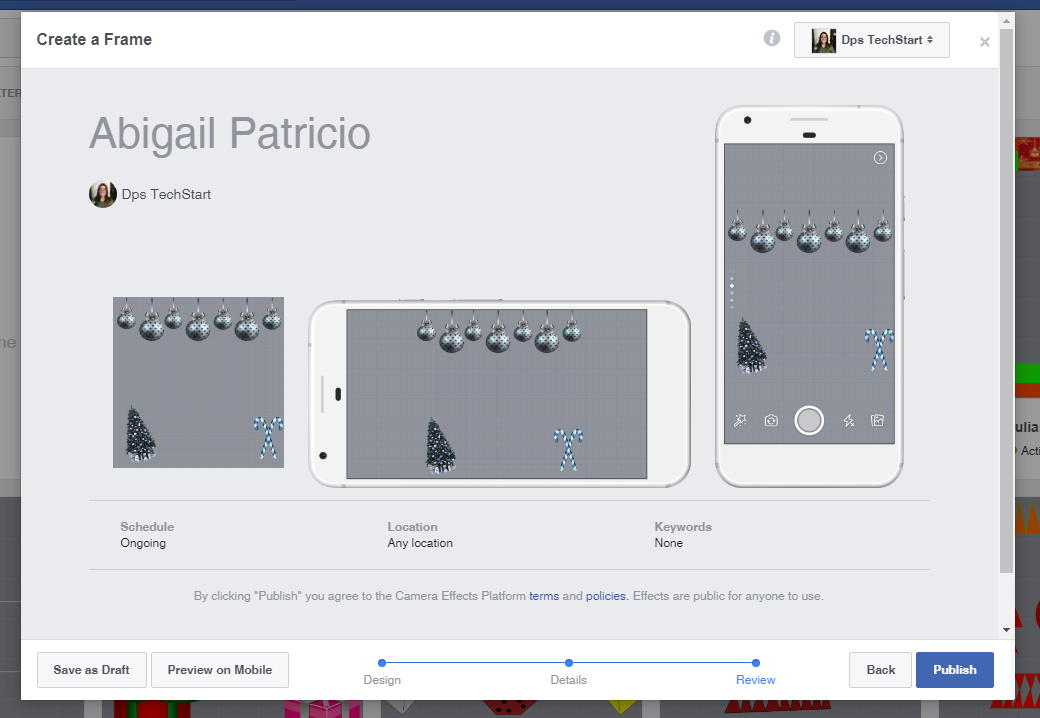 Create a Frame
Dps TechStart
TER
Abigail Patricio
Dps TechStart
ne
ulia
Acti
Schedule
Ongoing
Location
Any location
Keywords
None
By clicking "Publish" you agree to the Camera Effects Platform terms and policies. Effects are public for anyone to use.
Save as Draft
Preview on Mobile
Design
Details
Review
Back
Publish